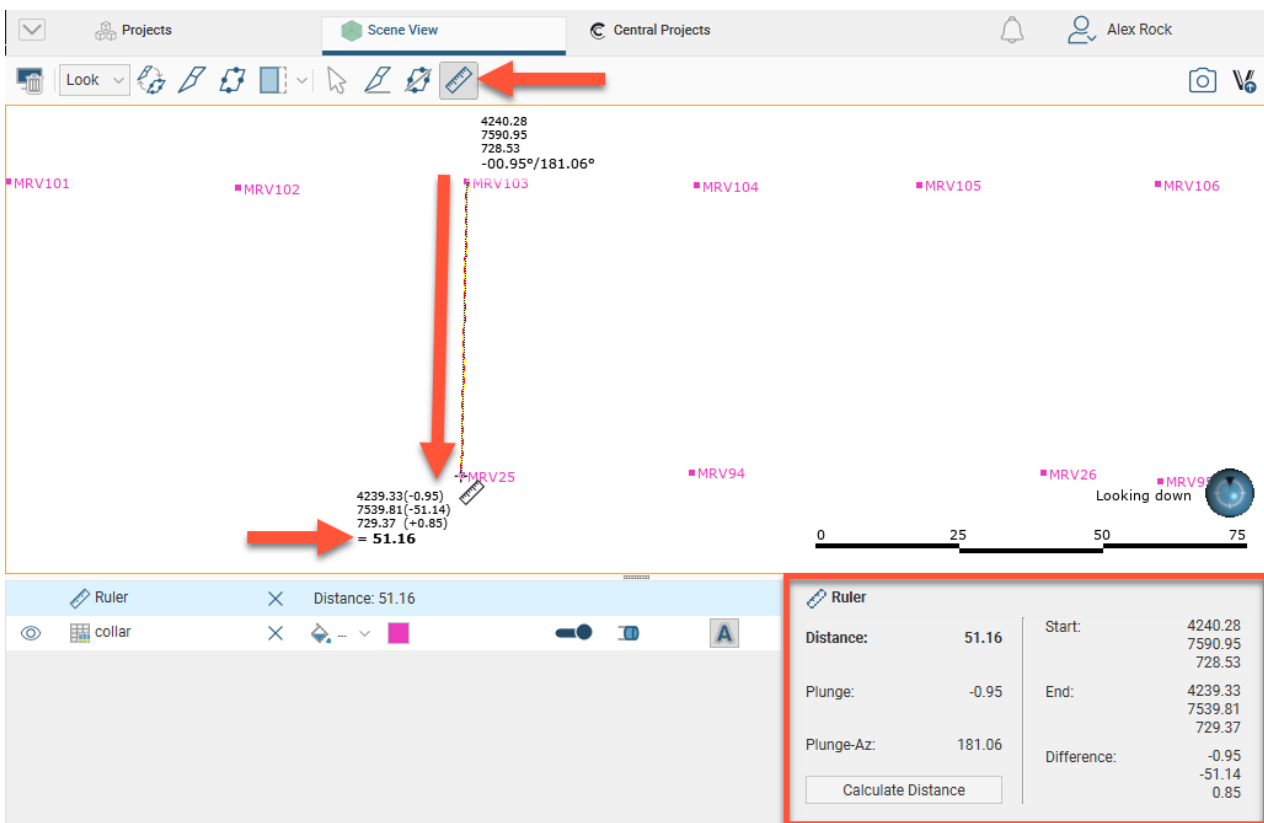 Projects
Scene View
Central Projects
Alex Rock
Look
4240.28
7590.95
728.53
-00.95°/181.06°
MRV101
MRV102
MRV103
MRV104
MRV105
MRV106
MRV25
MRV94
MRV26
4239.33(-0.95)
7539.81(-51.14)
729.37 (+0.85)
= 51.16
Looking down
0 25 50 75
Ruler Distance: 51.16
collar ... A
Ruler
Distance: 51.16
Plunge: -0.95
Plunge-Az: 181.06
Calculate Distance
Start: 4240.28
7590.95
728.53
End: 4239.33
7539.81
729.37
Difference: -0.95
-51.14
0.85